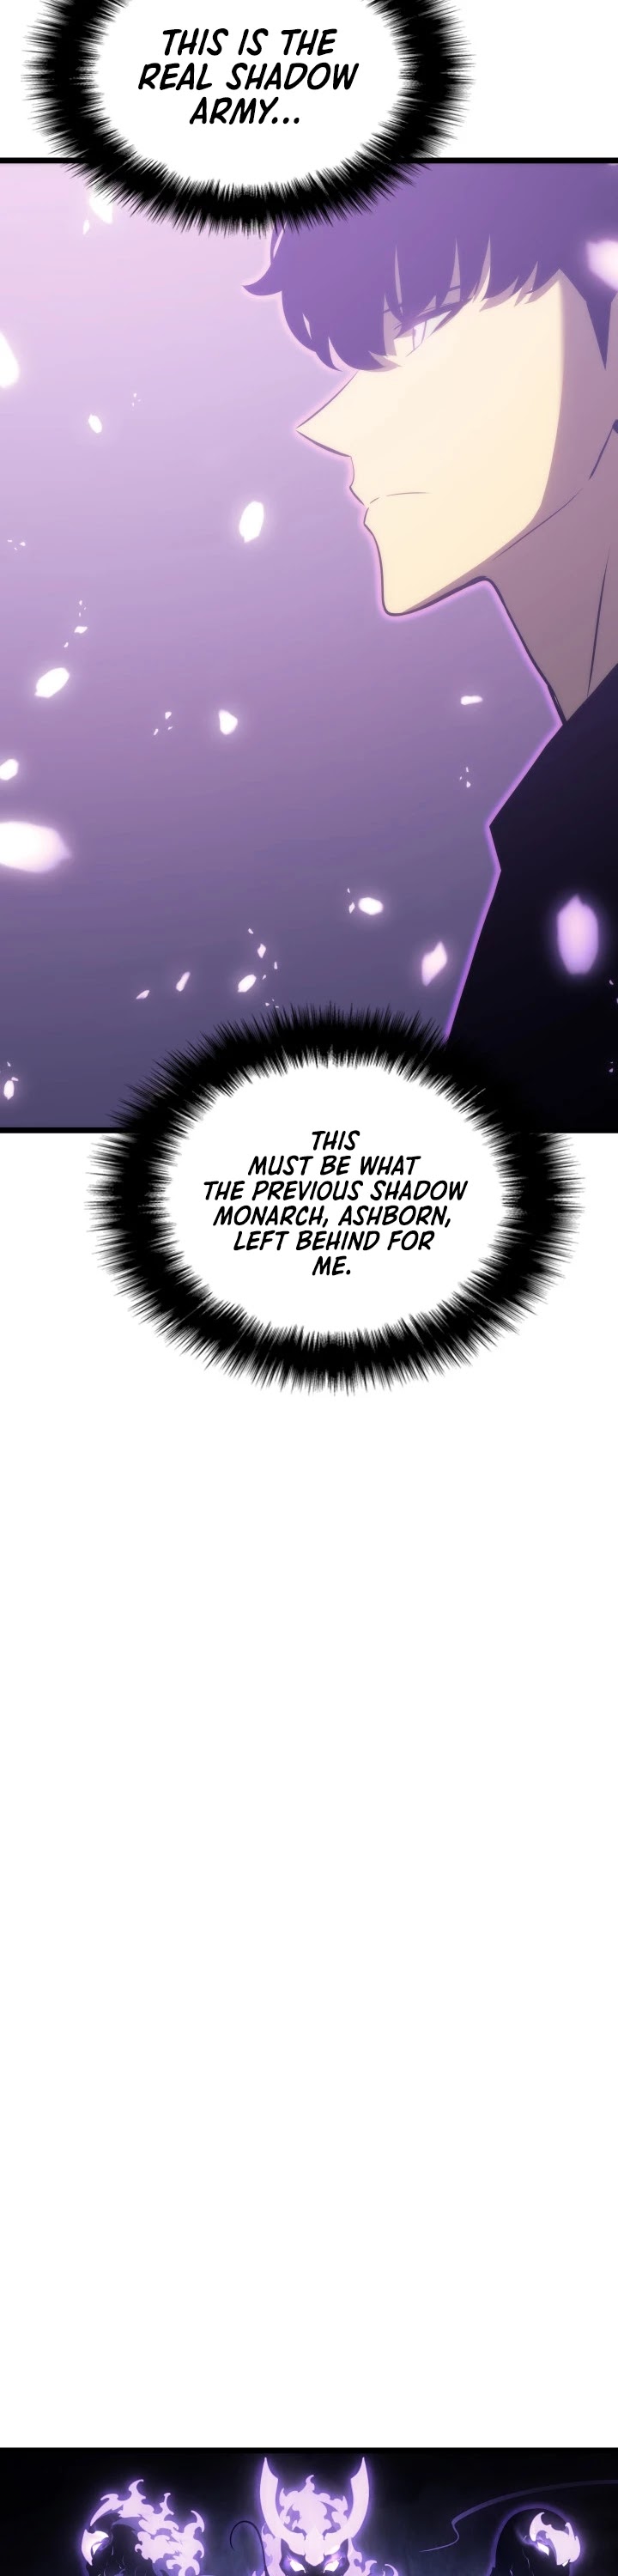 THIS IS THE
REAL SHADOW
ARMY...
THIS
MUST BE WHAT
THE PREVIOUS SHADOW
MONARCH, ASHBORN,
LEFT BEHIND FOR
ME.